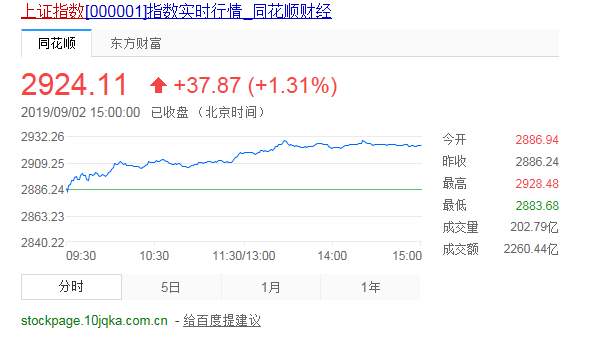 上证指数[000001]指数实时行情_同花顺财经
同花顺 东方财富
2924.11 +37.87 (+1.31%)
2019/09/02 15:00:00 已收盘 （北京时间）
2932.26
2909.25
2886.24
2863.23
2840.22
09:30 10:30 11:30/13:00 14:00 15:00
今开 2886.94
昨收 2886.24
最高 2928.48
最低 2883.68
成交量 202.79亿
成交额 2260.44亿
分时 5日 1月 1年
stockpage.10jqka.com.cn - 给百度提建议